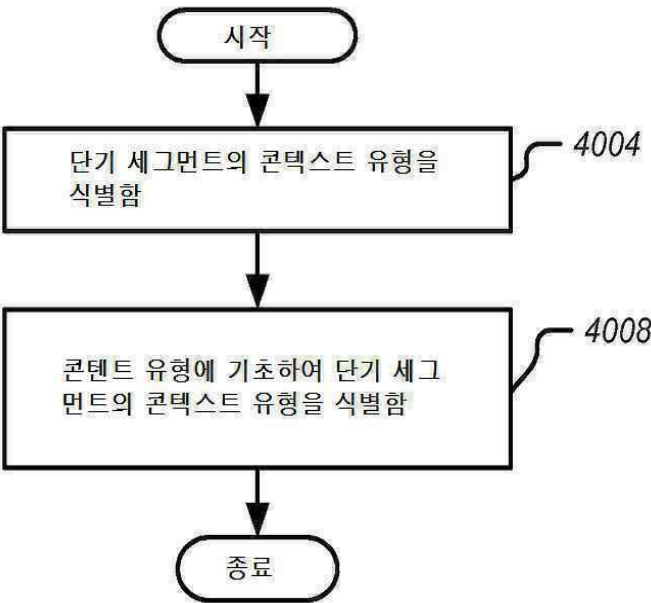 시작
단기 세그먼트의 콘텍스트 유형을
식별함
4004
콘텐트 유형에 기초하여 단기 세그
먼트의 콘텍스트 유형을 식별함
4008
종료